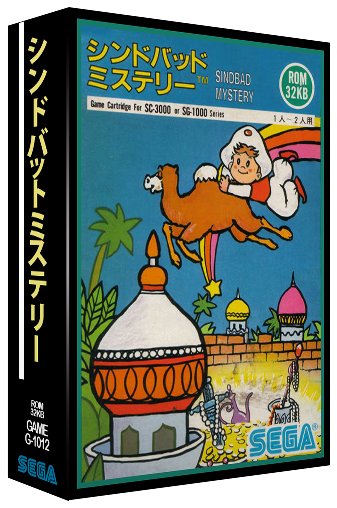 シンドバットミステリー
ROM
32KB
GAME
G-1012
SEGA
シンドバッド
ミステリー™
SINDBAD
MYSTERY
ROM
32KB
Game Cartridge For SC-3000 or SG-1000 Series
1人~2人用
SEGA®